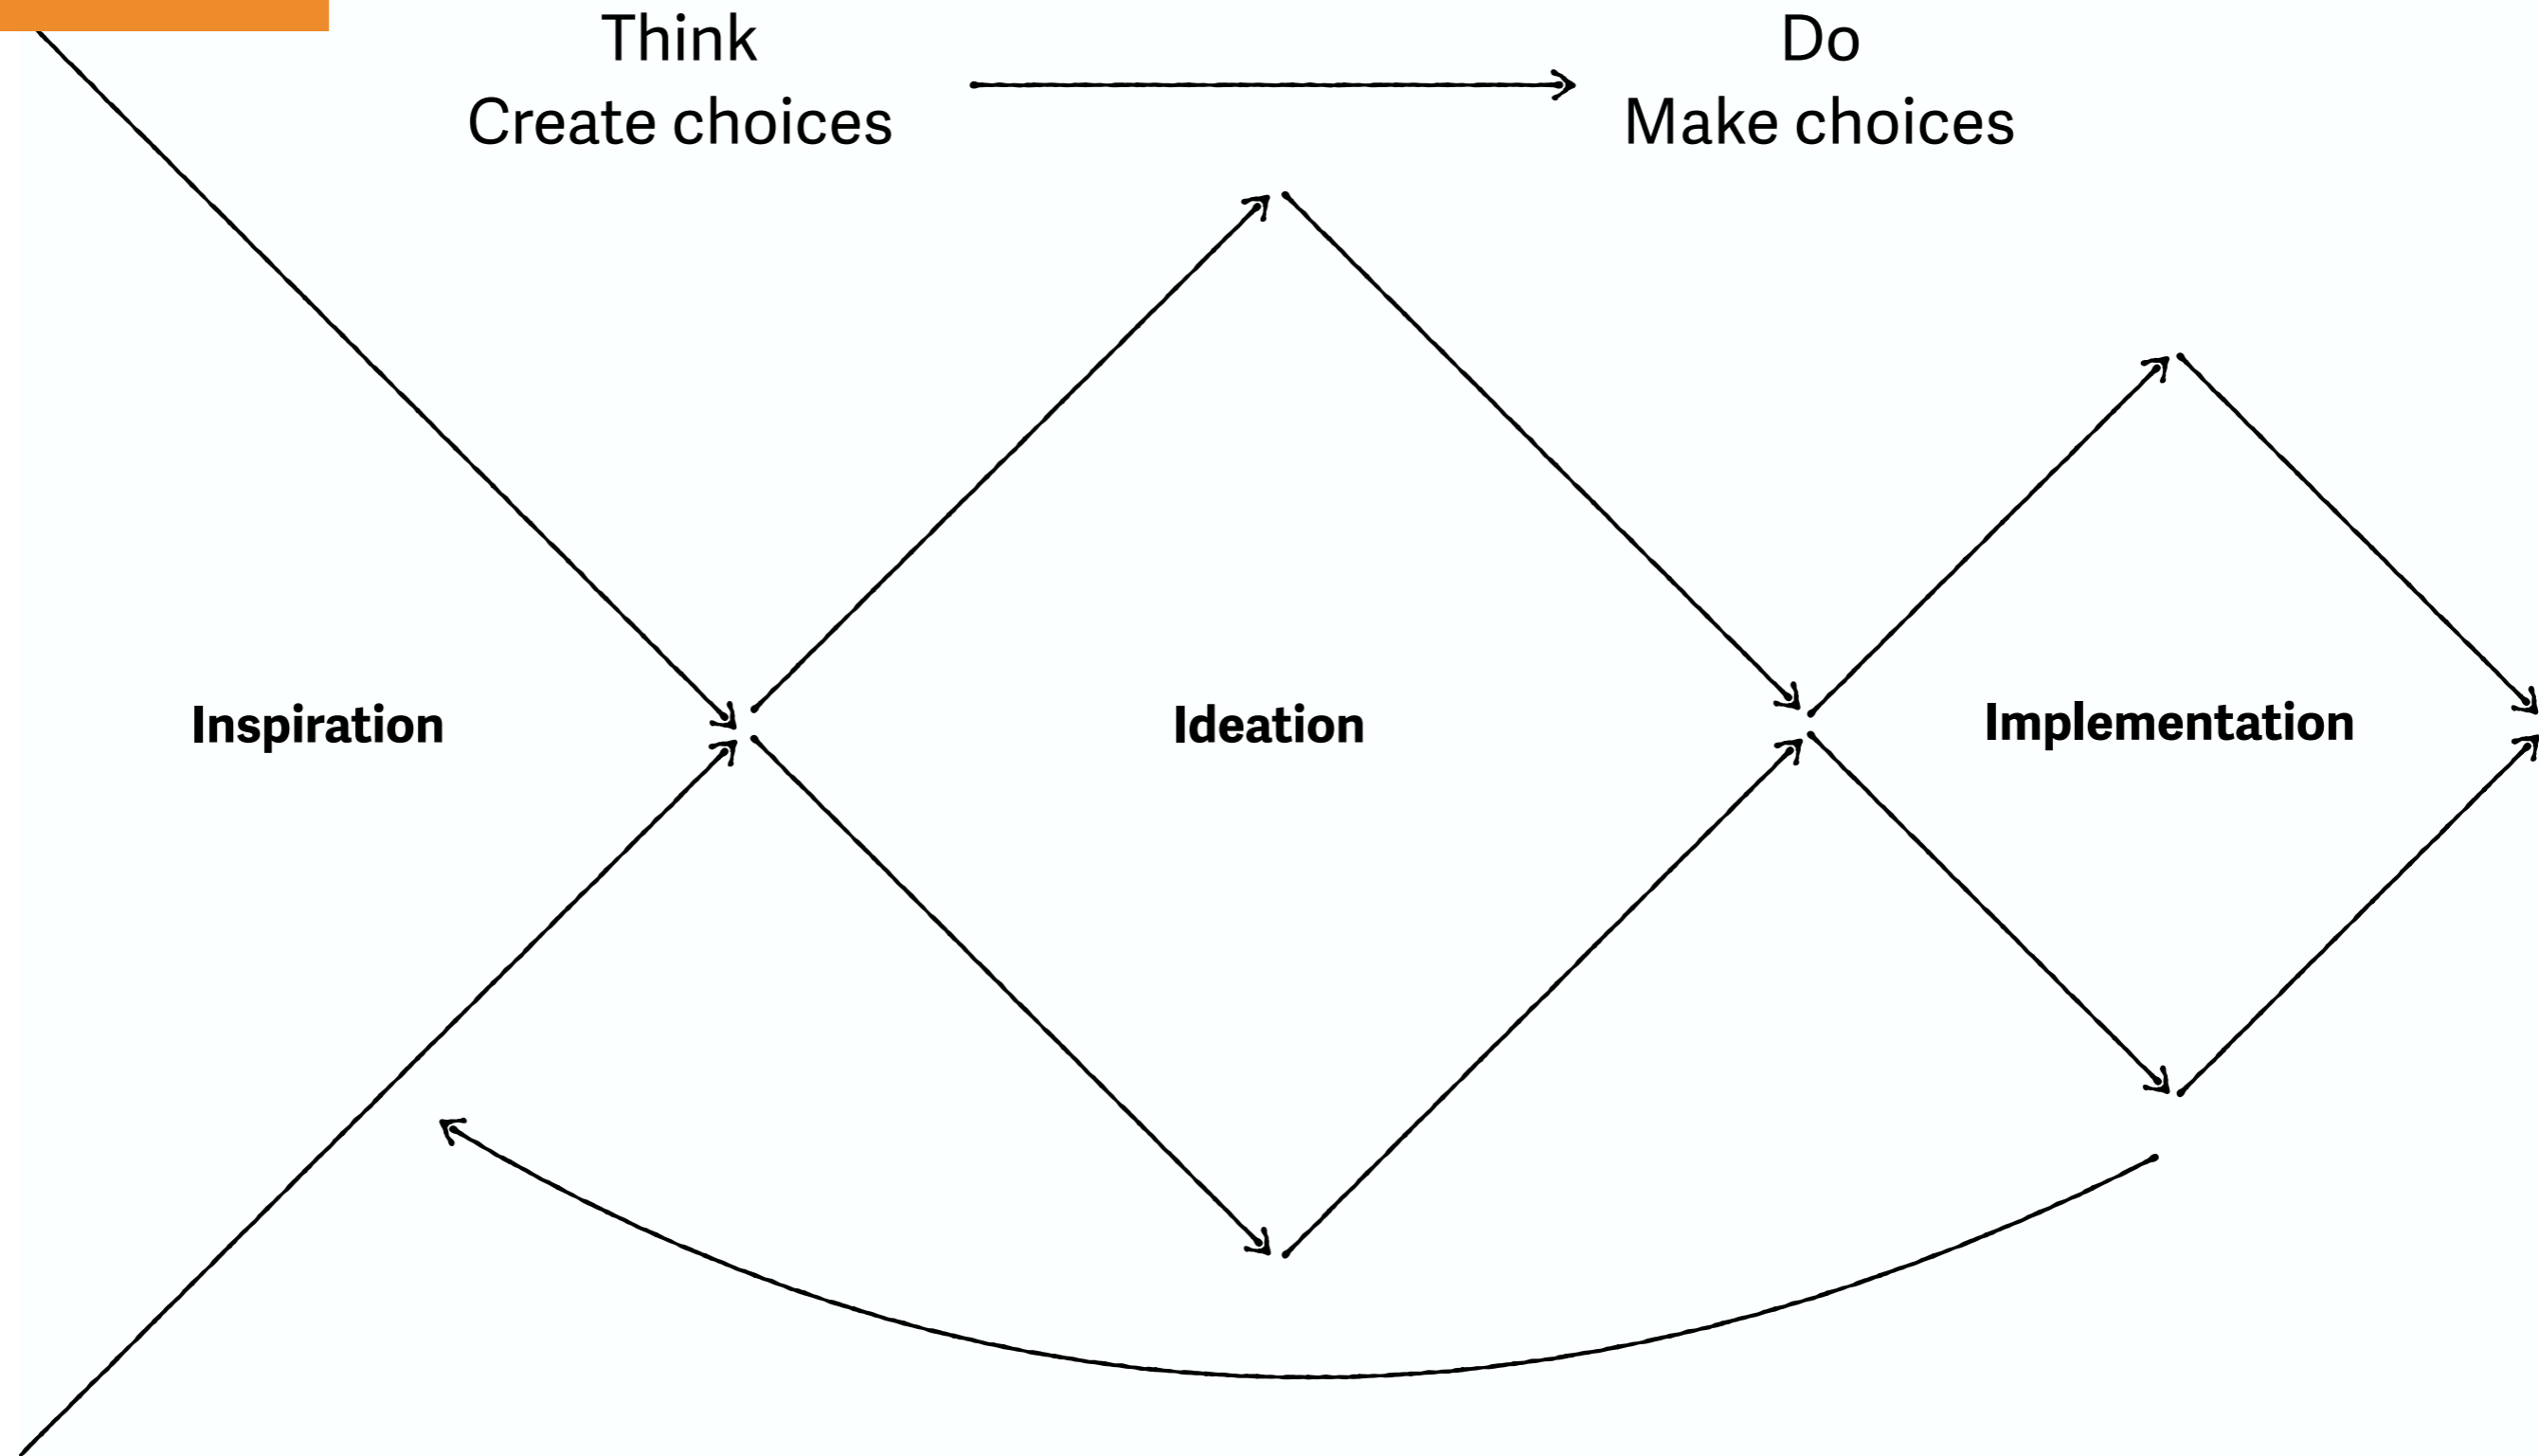 Think
Create choices
Do
Make choices
Inspiration
Ideation
Implementation